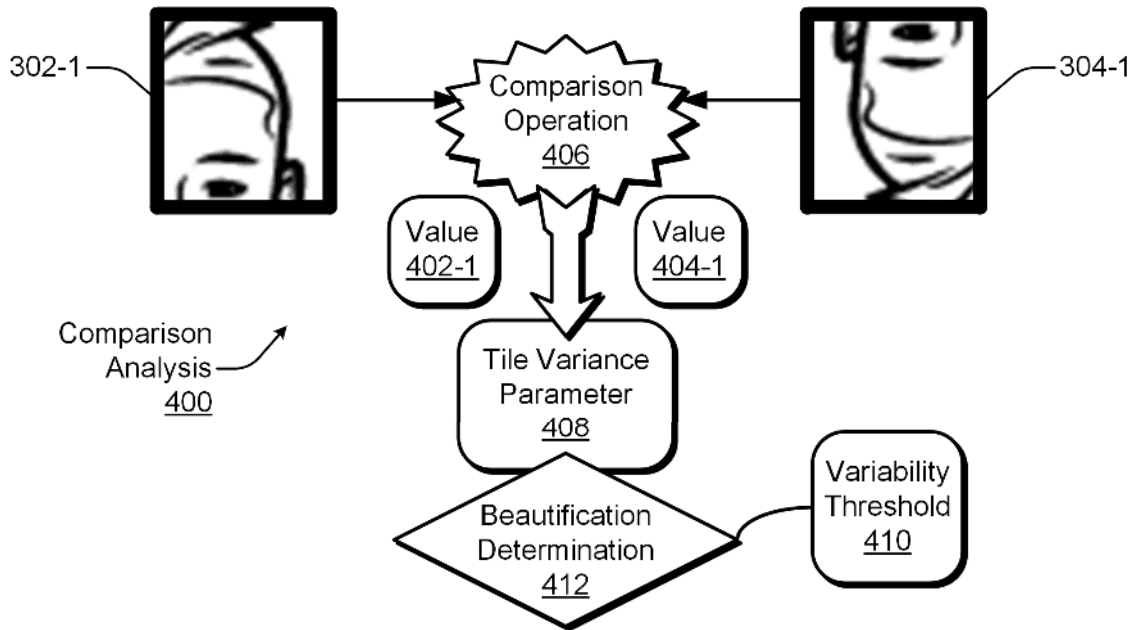 302-1
Comparison
Operation
406
304-1
Value
402-1
Value
404-1
Comparison
Analysis
400
Tile Variance
Parameter
408
Variability
Threshold
410
Beautification
Determination
412